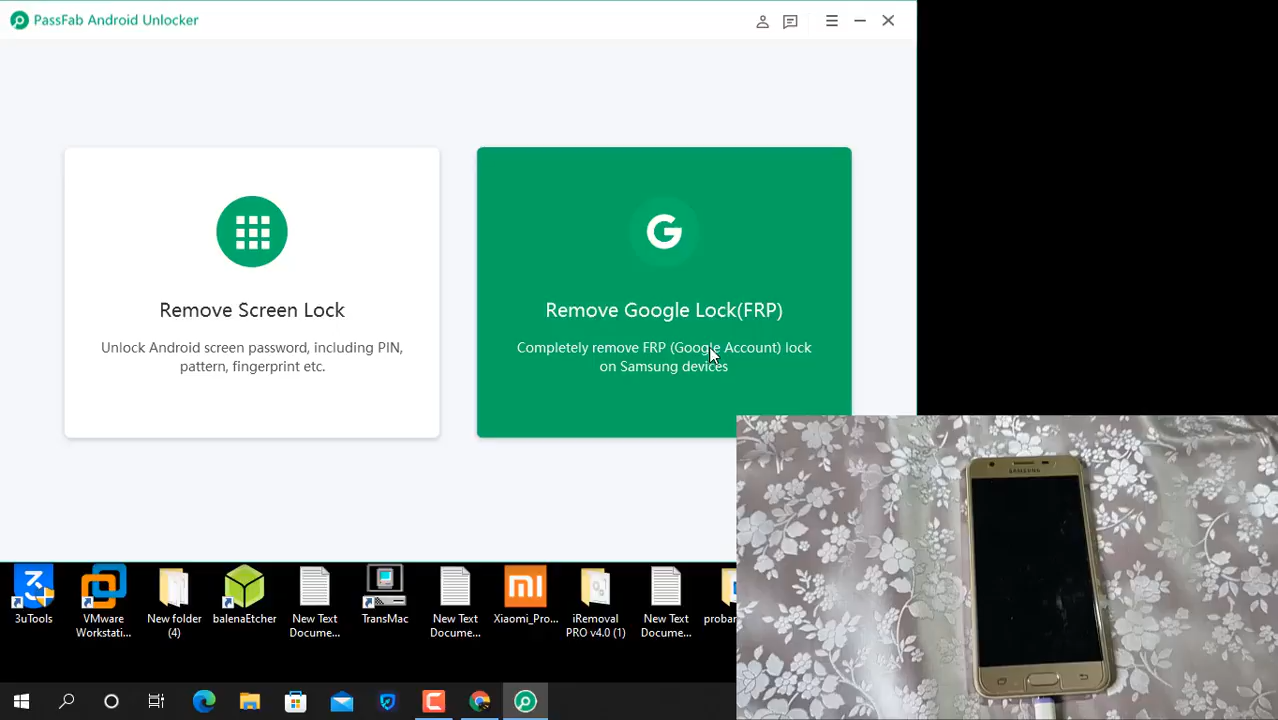 PassFab Android Unlocker
Remove Screen Lock
Unlock Android screen password, including PIN,
pattern, fingerprint etc.
Remove Google Lock(FRP)
Completely remove FRP (Google Account) lock
on Samsung devices
SAMSUNG
3uTools
VMware
Workstati...
New folder
(4)
balenaEtcher
New Text
Docume...
TransMac
New Text
Docume...
Xiaomi_Pro...
iRemoval
PRO v4.0 (1)
New Text
Docume...
proba